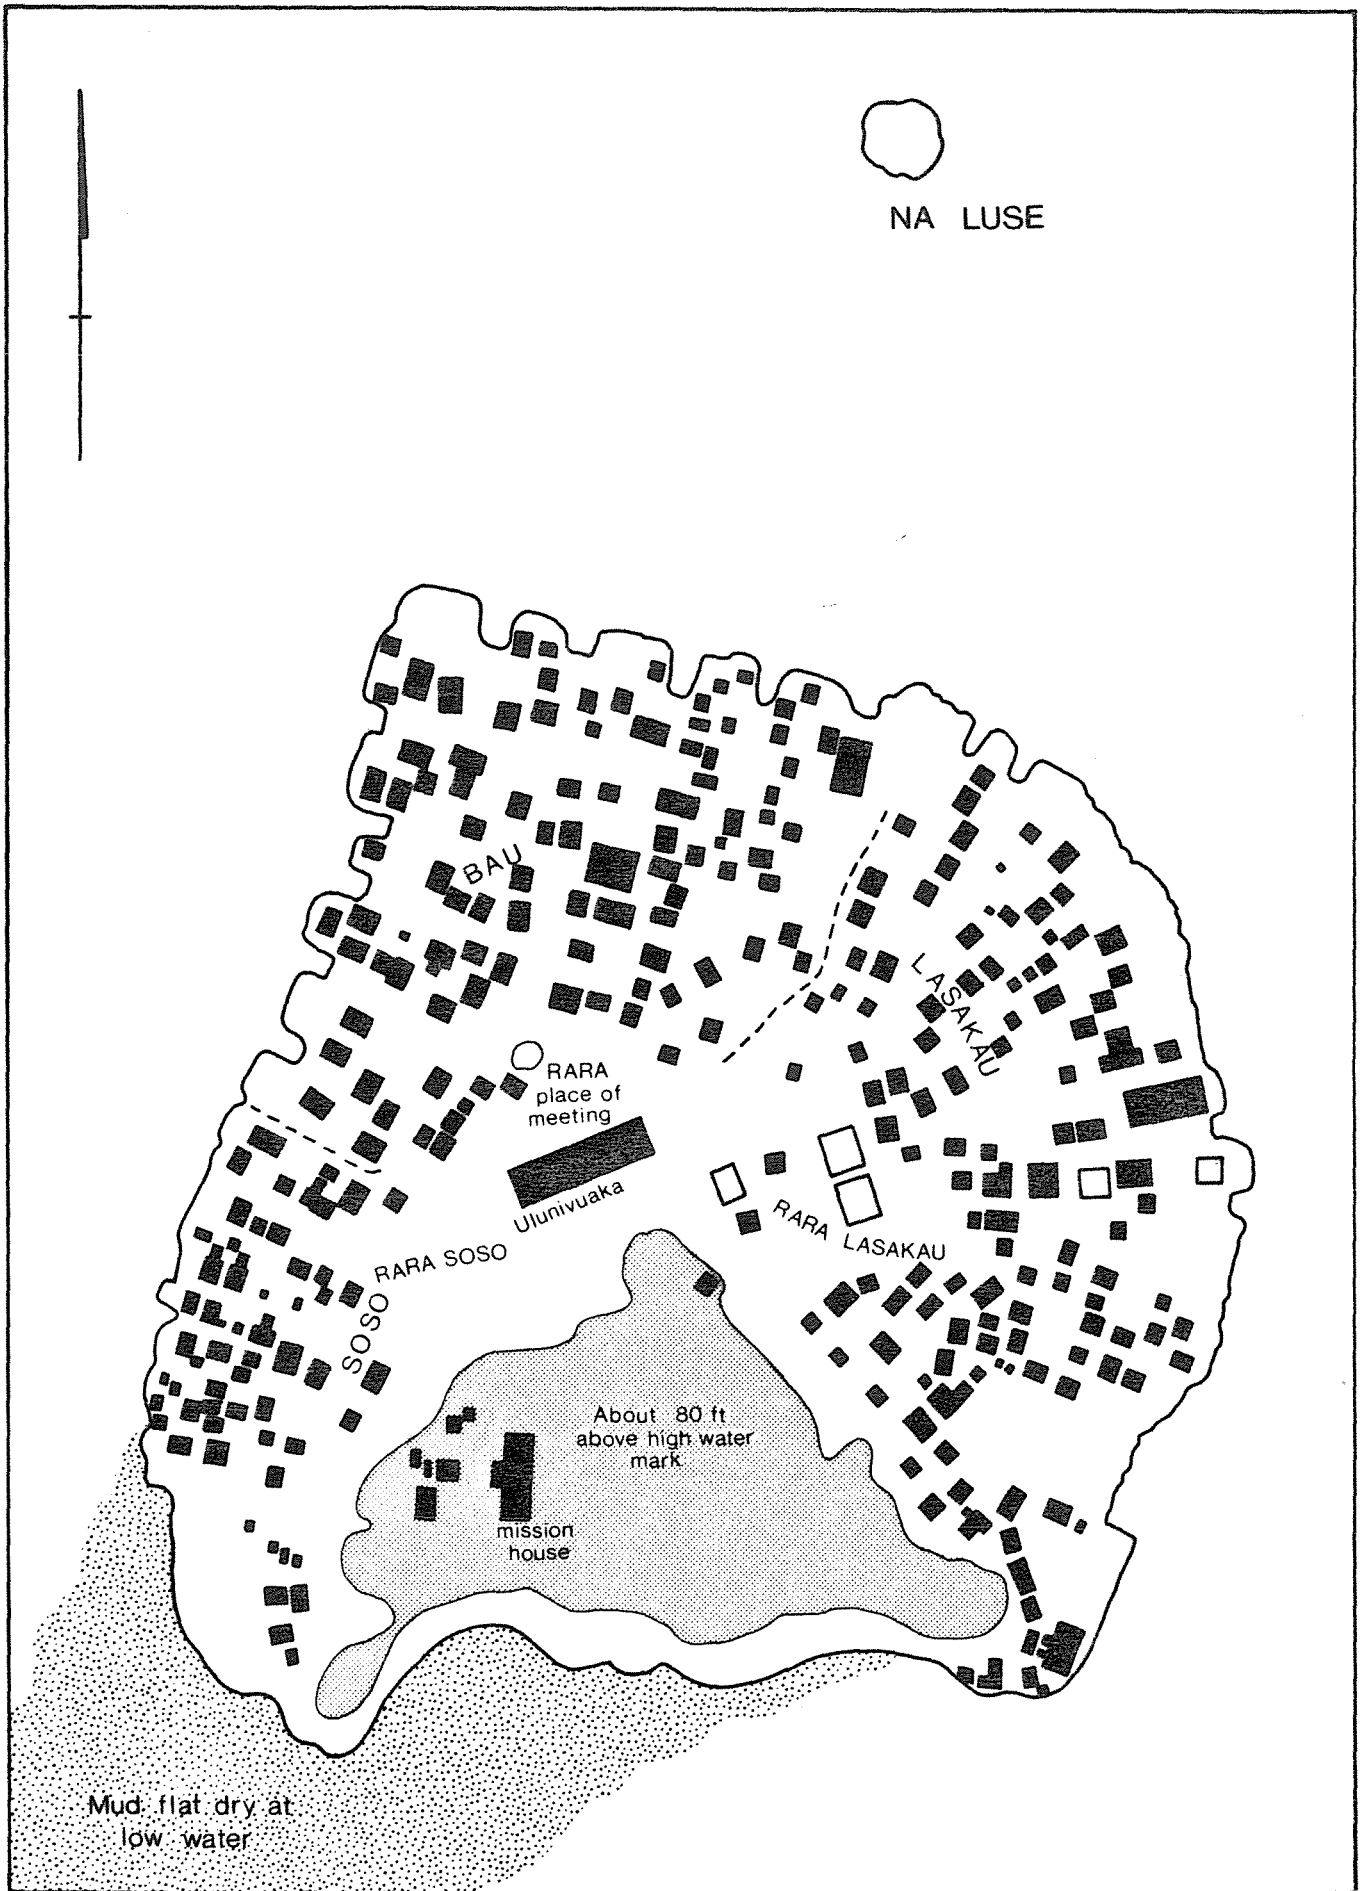 NA LUSE
BAU
LASAKAU
RARA
place of
meeting
Ulunivuaka
RARA LASAKAU
RARA SOSO
SOSO
About 80 ft
above high water
mark
mission
house
Mud flat dry at
low water